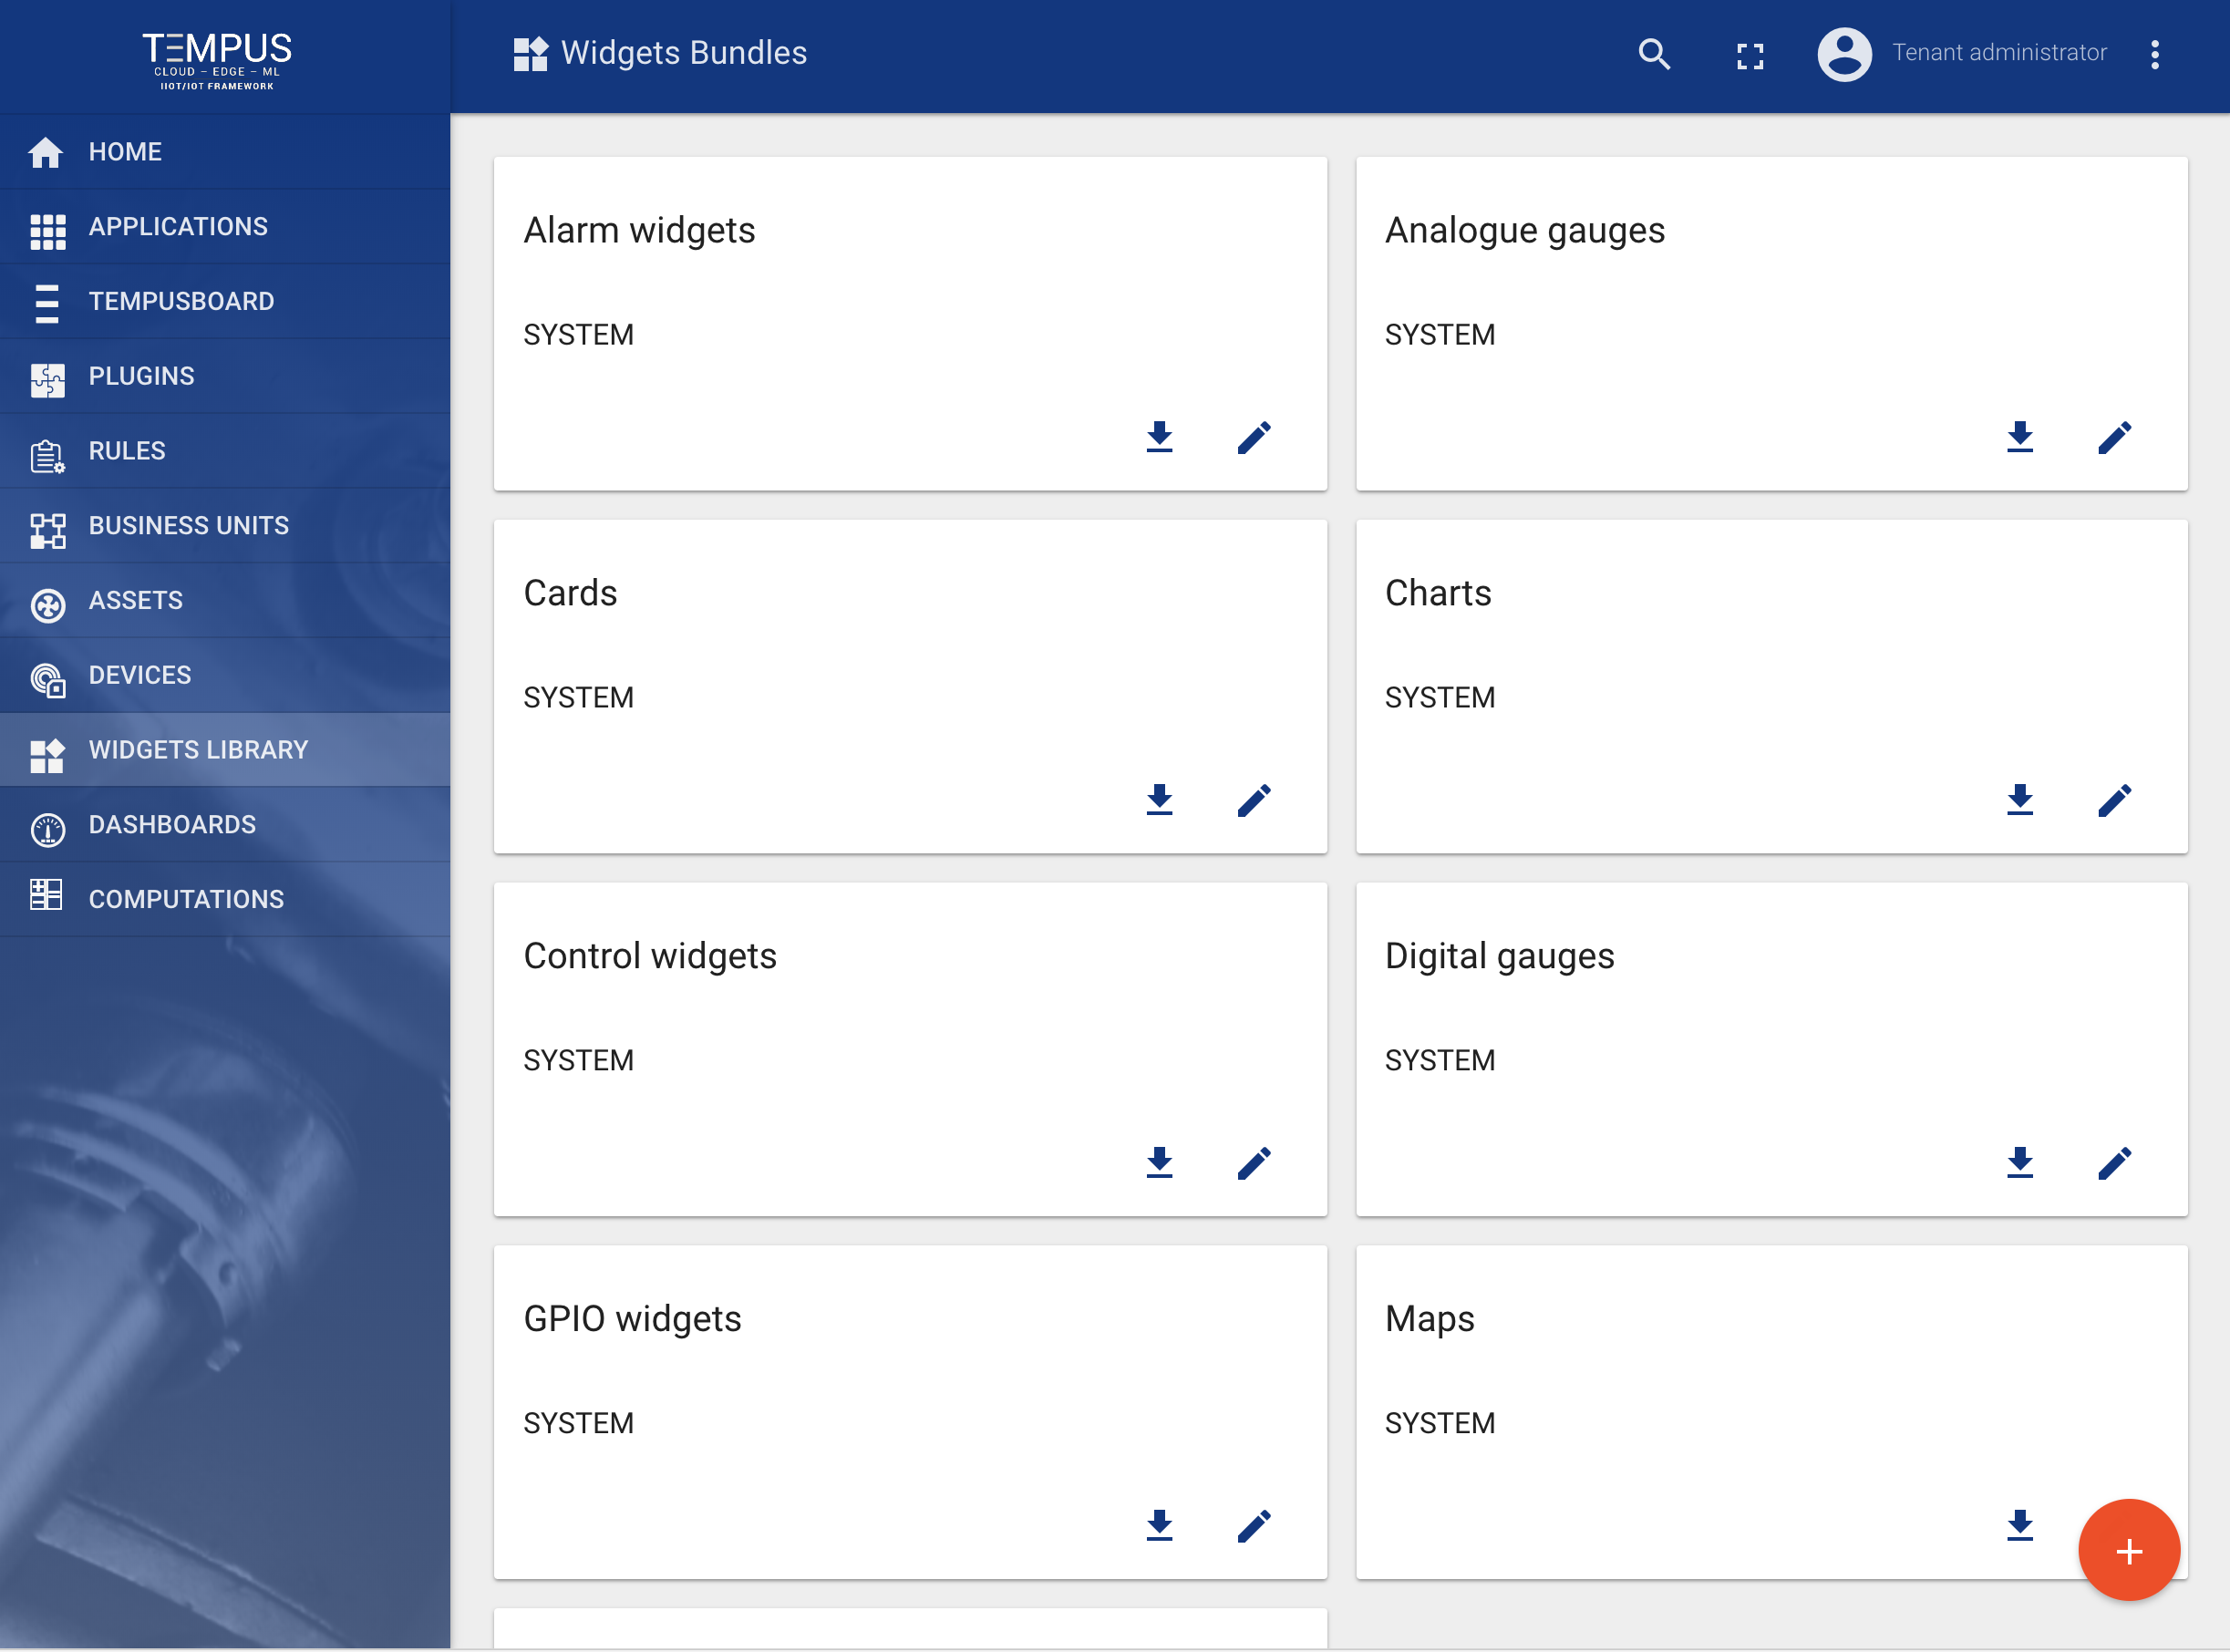 TEMPUS
CLOUD – EDGE – ML
IIOT/IOT FRAMEWORK
Widgets Bundles
Tenant administrator
HOME
APPLICATIONS
TEMPUSBOARD
PLUGINS
RULES
BUSINESS UNITS
ASSETS
DEVICES
WIDGETS LIBRARY
DASHBOARDS
COMPUTATIONS
Alarm widgets
SYSTEM
Analogue gauges
SYSTEM
Cards
SYSTEM
Charts
SYSTEM
Control widgets
SYSTEM
Digital gauges
SYSTEM
GPIO widgets
SYSTEM
Maps
SYSTEM